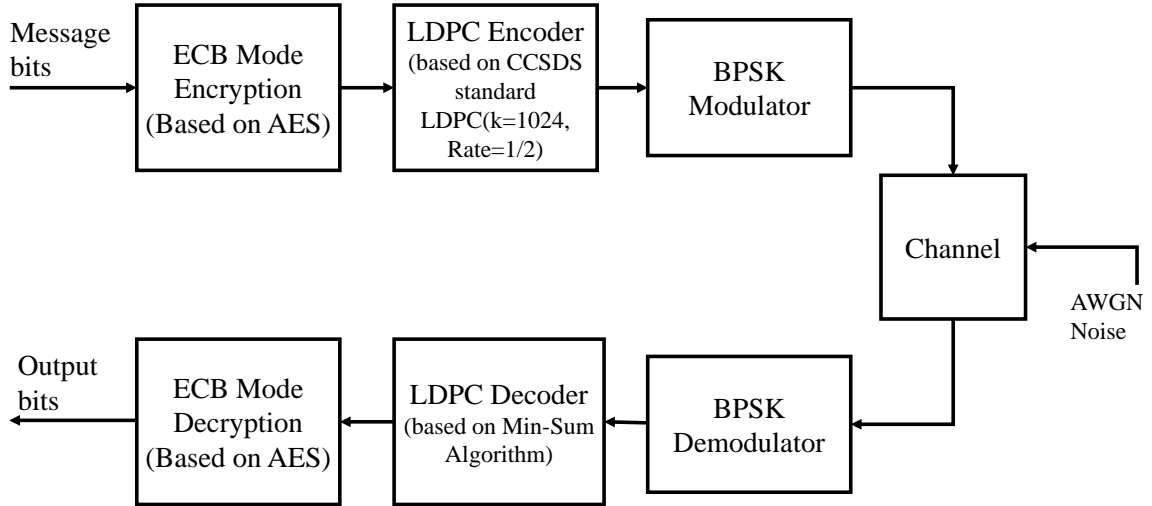 Message
bits
ECB Mode
Encryption
(Based on AES)
LDPC Encoder
(based on CCSDS
standard
LDPC(k=1024,
Rate=1/2)
BPSK
Modulator
Channel
AWGN
Noise
Output
bits
ECB Mode
Decryption
(Based on AES)
LDPC Decoder
(based on Min-Sum
Algorithm)
BPSK
Demodulator